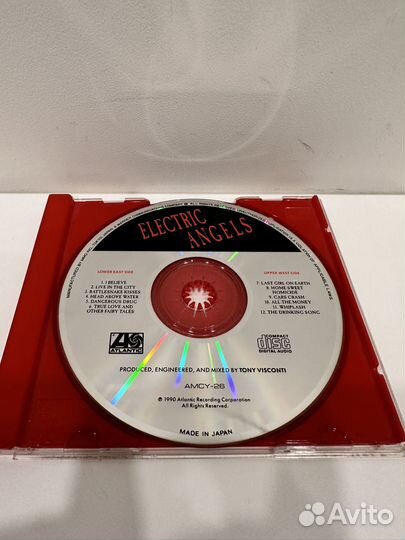 ELECTRIC
ANGELS
LOWER EAST SIDE
1. I BELIEVE
2. LIVE IN THE CITY
3. RATTLESNAKE KISSES
4. HEAD ABOVE WATER
5. DANGEROUS DRUG
6. TRUE LOVE AND
OTHER FAIRY TALES
UPPER WEST SIDE
7. LAST GIRL ON EARTH
8. HOME SWEET
HOMICIDE
9. CARS CRASH
10. ALL THE MONEY
11. WHIPLASH
12. THE DRINKING SONG
ATLANTIC
COMPACT
disc
DIGITAL AUDIO
PRODUCED, ENGINEERED, AND MIXED BY TONY VISCONTI
AMCY-26
℗ 1990 Atlantic Recording Corporation
All Rights Reserved.
MADE IN JAPAN
Avito